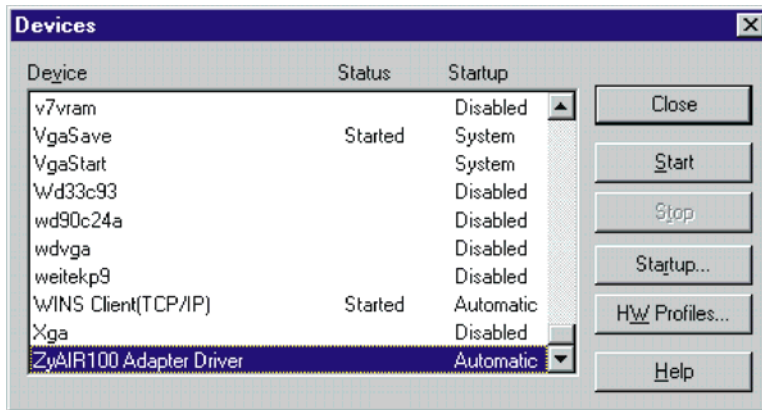 Devices
Device Status Startup
v7vram Disabled
VgaSave Started System
VgaStart System
Wd33c93 Disabled
wd90c24a Disabled
wdvga Disabled
weitekp9 Disabled
WINS Client(TCP/IP) Started Automatic
Xga Disabled
ZyAIR100 Adapter Driver Automatic
Close
Start
Stop
Startup...
HW Profiles...
Help